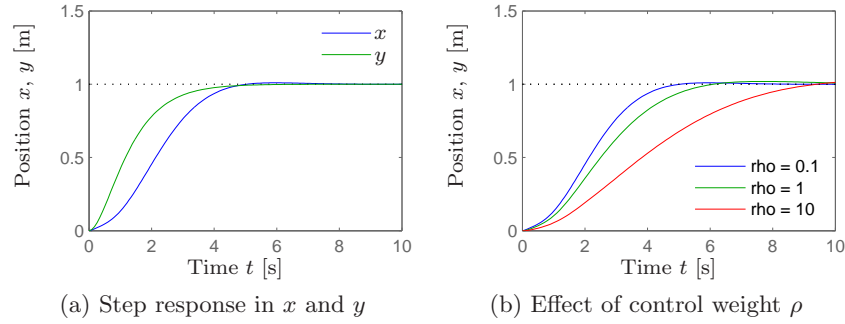 1.5
1
0.5
0
0 2 4 6 8 10
Position x, y [m]
Time t [s]
x
y
(a) Step response in x and y
1.5
1
0.5
0
0 2 4 6 8 10
Position x, y [m]
Time t [s]
rho = 0.1
rho = 1
rho = 10
(b) Effect of control weight ρ